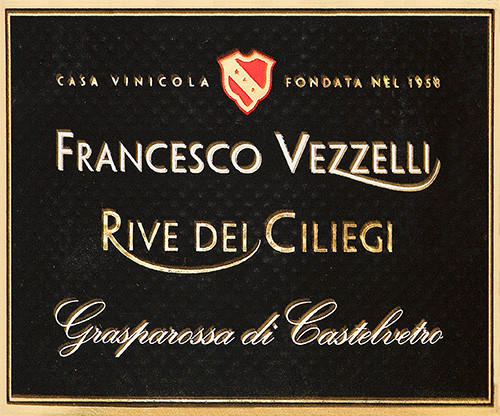 CASA VINICOLA FONDATA NEL 1958
FRANCESCO VEZZELLI
RIVE DEI CILIEGI
Grasparossa di Castelvetro